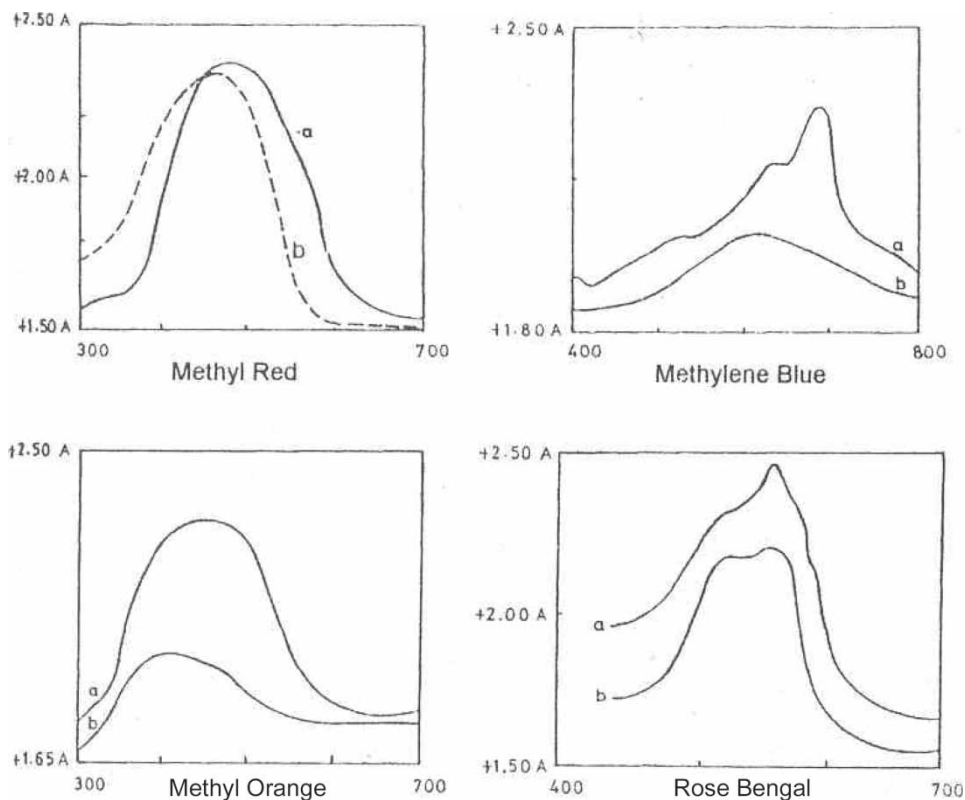 +7.50 A
+2.00 A
+1.50 A
a
b
300
700
Methyl Red
+2.50 A
+1.80 A
a
b
400
800
Methylene Blue
+2.50 A
+1.65 A
a
b
300
700
Methyl Orange
+2.50 A
+2.00 A
+1.50 A
a
b
400
700
Rose Bengal